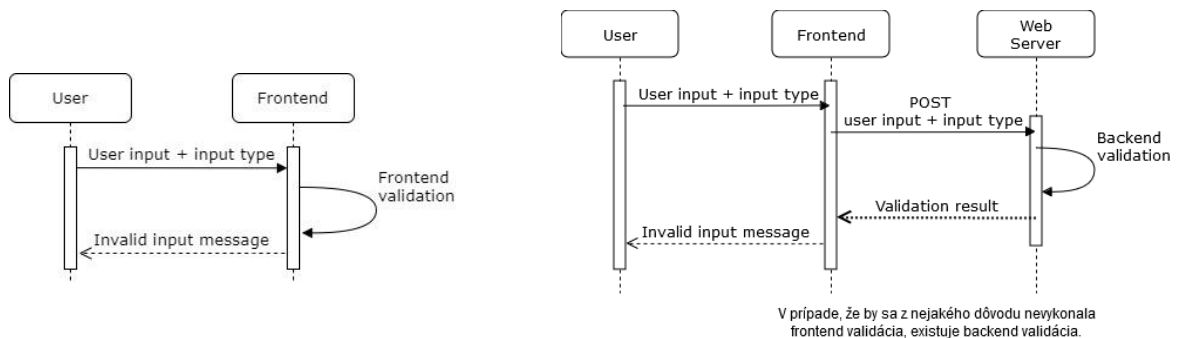 User
Frontend
User input + input type
Frontend
validation
Invalid input message
User
Frontend
Web
Server
User input + input type
POST
user input + input type
Backend
validation
Validation result
Invalid input message
V prípade, že by sa z nejakého dôvodu nevykonala
frontend validácia, existuje backend validácia.